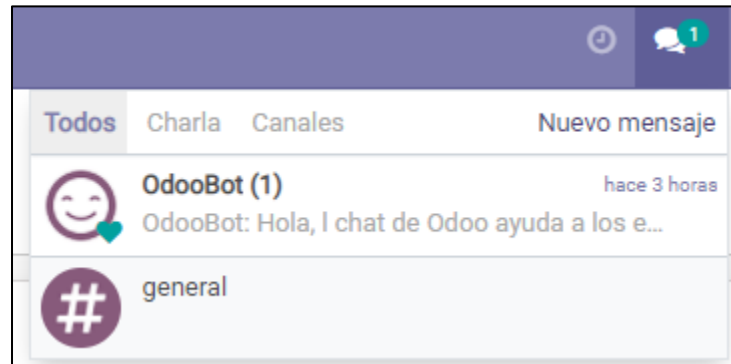 1
Todos Charla Canales Nuevo mensaje
OdooBot (1) hace 3 horas
OdooBot: Hola, l chat de Odoo ayuda a los e...
# general